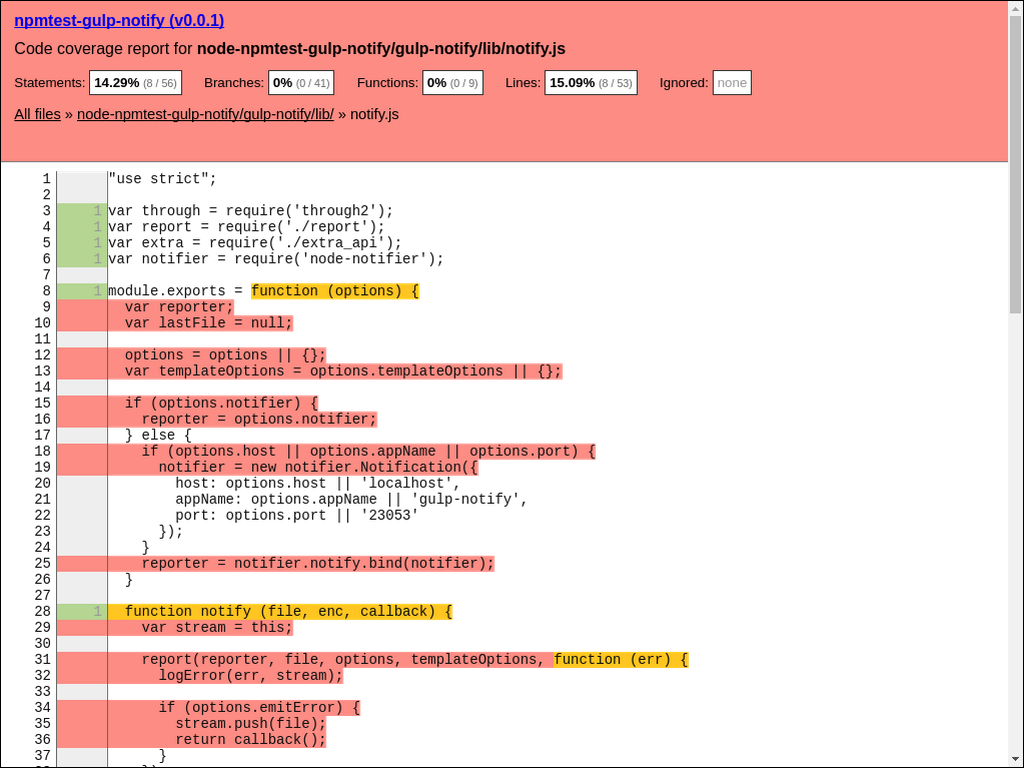 npmtest-gulp-notify (v0.0.1)
Code coverage report for node-npmtest-gulp-notify/gulp-notify/lib/notify.js
Statements: 14.29% (8 / 56) Branches: 0% (0 / 41) Functions: 0% (0 / 9) Lines: 15.09% (8 / 53) Ignored: none
All files » node-npmtest-gulp-notify/gulp-notify/lib/ » notify.js
1 "use strict";
2
3 1 var through = require('through2');
4 1 var report = require('./report');
5 1 var extra = require('./extra_api');
6 1 var notifier = require('node-notifier');
7
8 1 module.exports = function (options) {
9   var reporter;
10   var lastFile = null;
11
12   options = options || {};
13   var templateOptions = options.templateOptions || {};
14
15   if (options.notifier) {
16     reporter = options.notifier;
17   } else {
18     if (options.host || options.appName || options.port) {
19       notifier = new notifier.Notification({
20         host: options.host || 'localhost',
21         appName: options.appName || 'gulp-notify',
22         port: options.port || '23053'
23       });
24     }
25     reporter = notifier.notify.bind(notifier);
26   }
27
28 1   function notify (file, enc, callback) {
29     var stream = this;
30
31     report(reporter, file, options, templateOptions, function (err) {
32       logError(err, stream);
33
34       if (options.emitError) {
35         stream.push(file);
36         return callback();
37       }